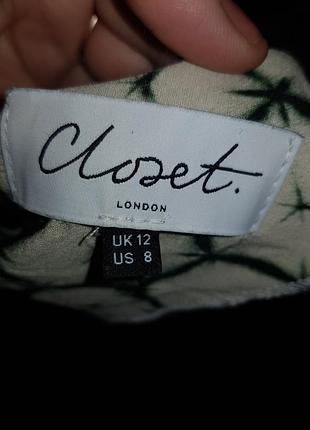 Closet.
LONDON
UK 12
US 8